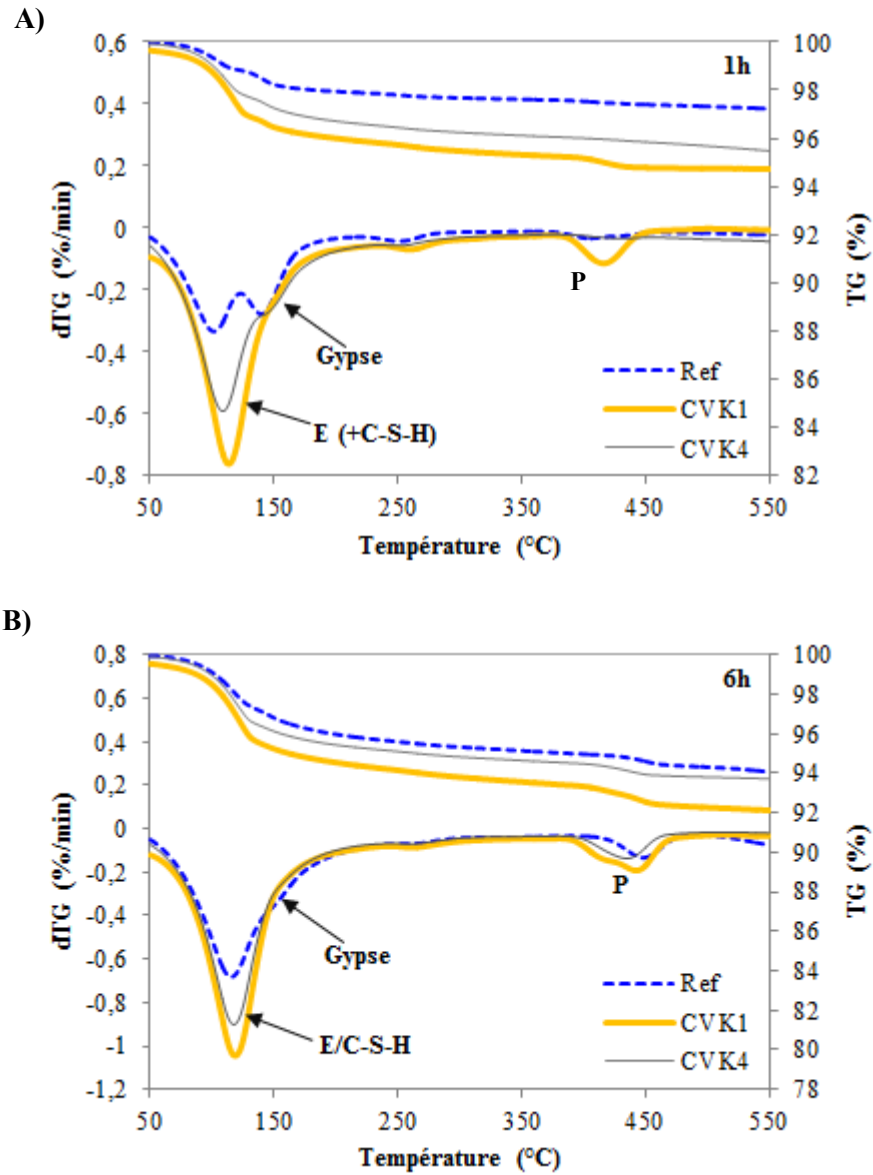 A)
0,6
0,4
0,2
0
-0,2
-0,4
-0,6
-0,8
dTG (%/min)
100
98
96
94
92
90
88
86
84
82
TG (%)
1h
P
Gypse
E (+C-S-H)
Ref
CVK1
CVK4
50 150 250 350 450 550
Température (°C)
B)
0,8
0,6
0,4
0,2
0
-0,2
-0,4
-0,6
-0,8
-1
-1,2
dTG (%/min)
100
98
96
94
92
90
88
86
84
82
80
78
TG (%)
6h
P
Gypse
E/C-S-H
Ref
CVK1
CVK4
50 150 250 350 450 550
Température (°C)